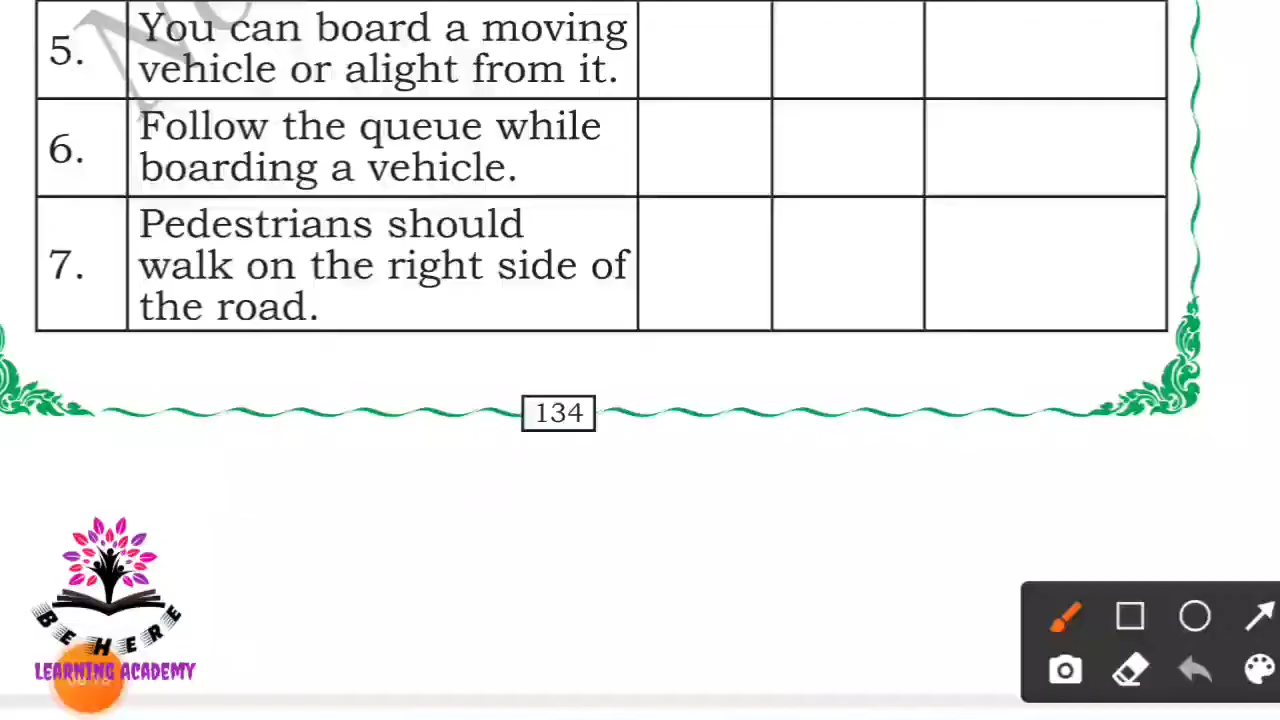 5.
You can board a moving
vehicle or alight from it.
6.
Follow the queue while
boarding a vehicle.
7.
Pedestrians should
walk on the right side of
the road.
134
BE HERE
LEARNING ACADEMY